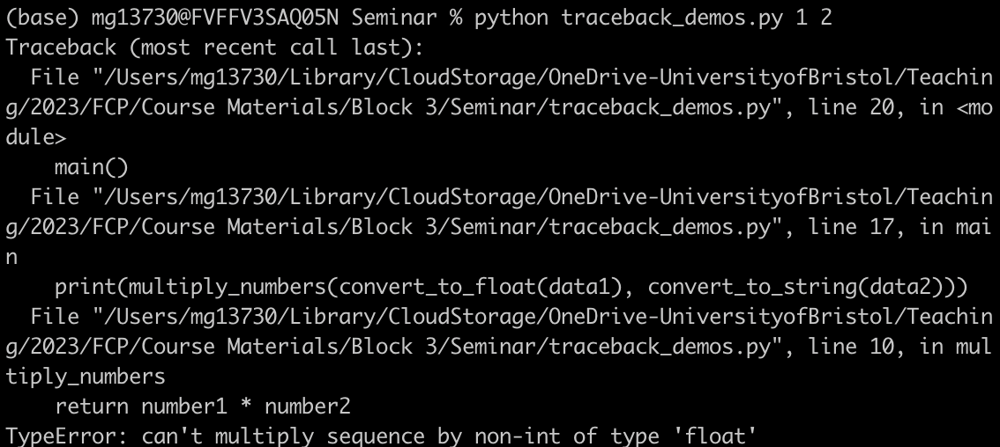 (base) mg13730@FVFFV3SAQ05N Seminar % python traceback_demos.py 1 2
Traceback (most recent call last):
  File "/Users/mg13730/Library/CloudStorage/OneDrive-UniversityofBristol/Teachin
g/2023/FCP/Course Materials/Block 3/Seminar/traceback_demos.py", line 20, in <mo
dule>
    main()
  File "/Users/mg13730/Library/CloudStorage/OneDrive-UniversityofBristol/Teachin
g/2023/FCP/Course Materials/Block 3/Seminar/traceback_demos.py", line 17, in mai
n
    print(multiply_numbers(convert_to_float(data1), convert_to_string(data2)))
  File "/Users/mg13730/Library/CloudStorage/OneDrive-UniversityofBristol/Teachin
g/2023/FCP/Course Materials/Block 3/Seminar/traceback_demos.py", line 10, in mul
tiply_numbers
    return number1 * number2
TypeError: can't multiply sequence by non-int of type 'float'